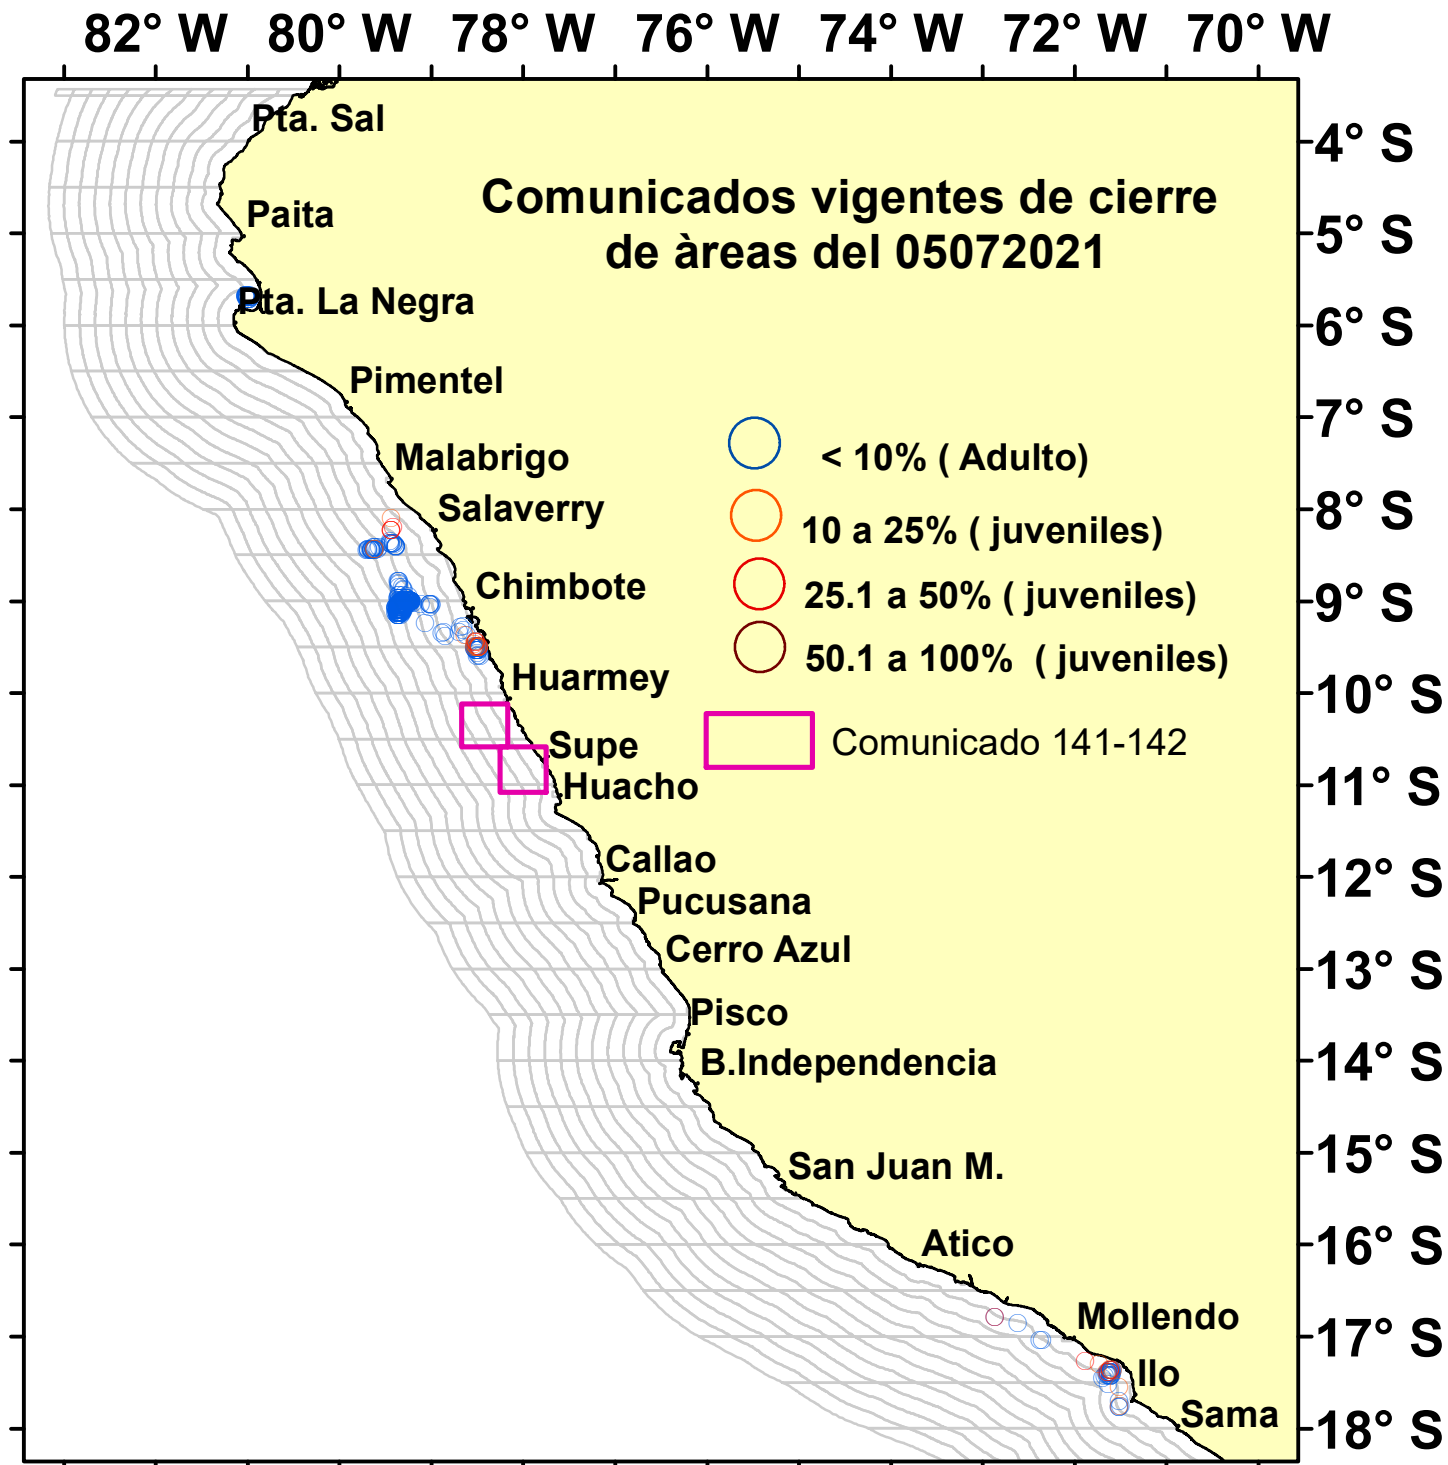 82° W 80° W 78° W 76° W 74° W 72° W 70° W
Pta. Sal
4° S
Comunicados vigentes de cierre
de àreas del 05072021
Paita
5° S
Pta. La Negra
6° S
Pimentel
7° S
Malabrigo
< 10% ( Adulto)
Salaverry
8° S
10 a 25% ( juveniles)
Chimbote
9° S
25.1 a 50% ( juveniles)
50.1 a 100% ( juveniles)
Huarmey
10° S
Supe
Comunicado 141-142
Huacho
11° S
Callao
12° S
Pucusana
Cerro Azul
13° S
Pisco
B.Independencia
14° S
San Juan M.
15° S
Atico
16° S
Mollendo
17° S
Ilo
Sama
18° S